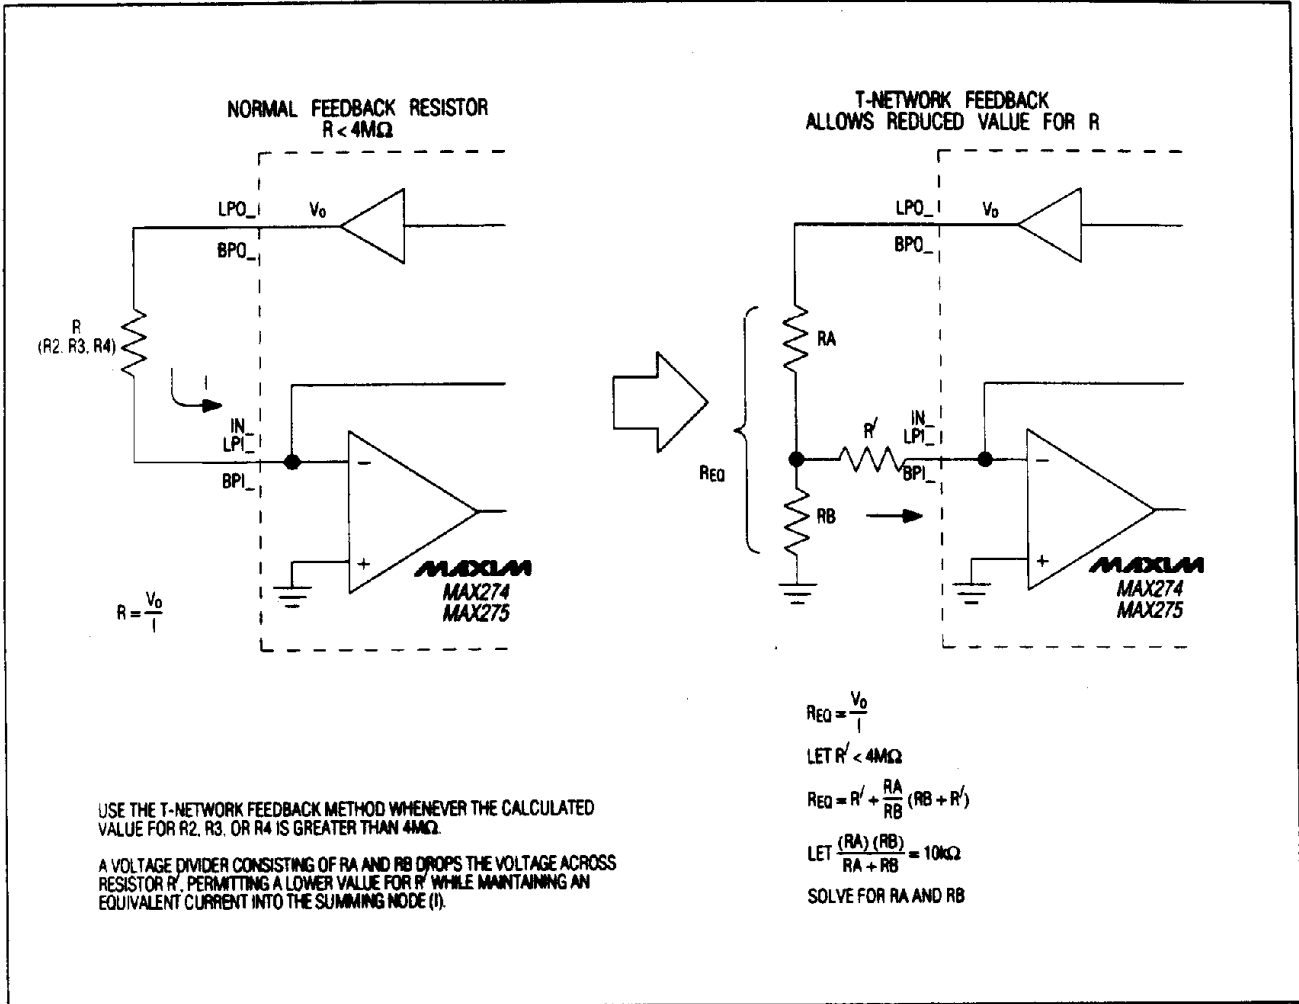 NORMAL FEEDBACK RESISTOR
R < 4MΩ
LPO_
V₀
BPO_
R
(R2, R3, R4)
I
IN_
LPI_
BPI_
−
+
MAXIM
MAX274
MAX275
R = V₀/I
T-NETWORK FEEDBACK
ALLOWS REDUCED VALUE FOR R
LPO_
V₀
BPO_
RA
R′
IN_
LPI_
BPI_
REQ
RB
−
+
MAXIM
MAX274
MAX275
USE THE T-NETWORK FEEDBACK METHOD WHENEVER THE CALCULATED
VALUE FOR R2, R3, OR R4 IS GREATER THAN 4MΩ.
A VOLTAGE DIVIDER CONSISTING OF RA AND RB DROPS THE VOLTAGE ACROSS
RESISTOR R′, PERMITTING A LOWER VALUE FOR R′ WHILE MAINTAINING AN
EQUIVALENT CURRENT INTO THE SUMMING NODE (I).
REQ = V₀/I
LET R′ < 4MΩ
REQ = R′ + RA/RB (RB + R′)
LET (RA) (RB)/RA + RB = 10kΩ
SOLVE FOR RA AND RB